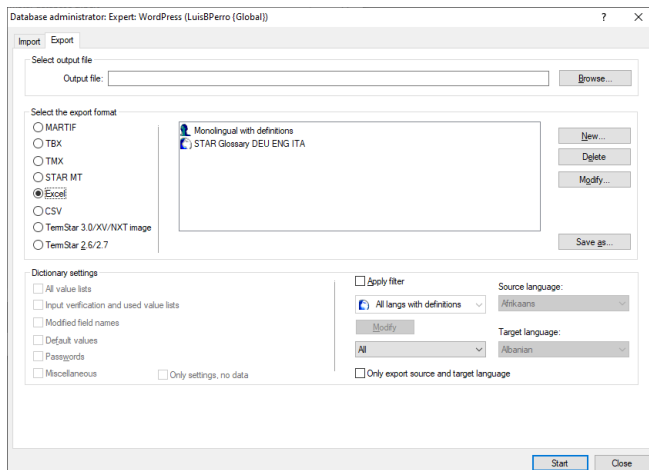 Database administrator: Expert: WordPress (LuisBPerro {Global})
Import
Export
Select output file
Output file:
Browse...
Select the export format
MARTIF
TBX
TMX
STAR MT
Excel
CSV
TermStar 3.0/XV/NXT image
TermStar 2.6/2.7
Monolingual with definitions
STAR Glossary DEU ENG ITA
New...
Delete
Modify...
Save as...
Dictionary settings
All value lists
Input verification and used value lists
Modified field names
Default values
Passwords
Miscellaneous
Only settings, no data
Apply filter
All langs with definitions
Modify
All
Only export source and target language
Source language:
Afrikaans
Target language:
Albanian
Start
Close